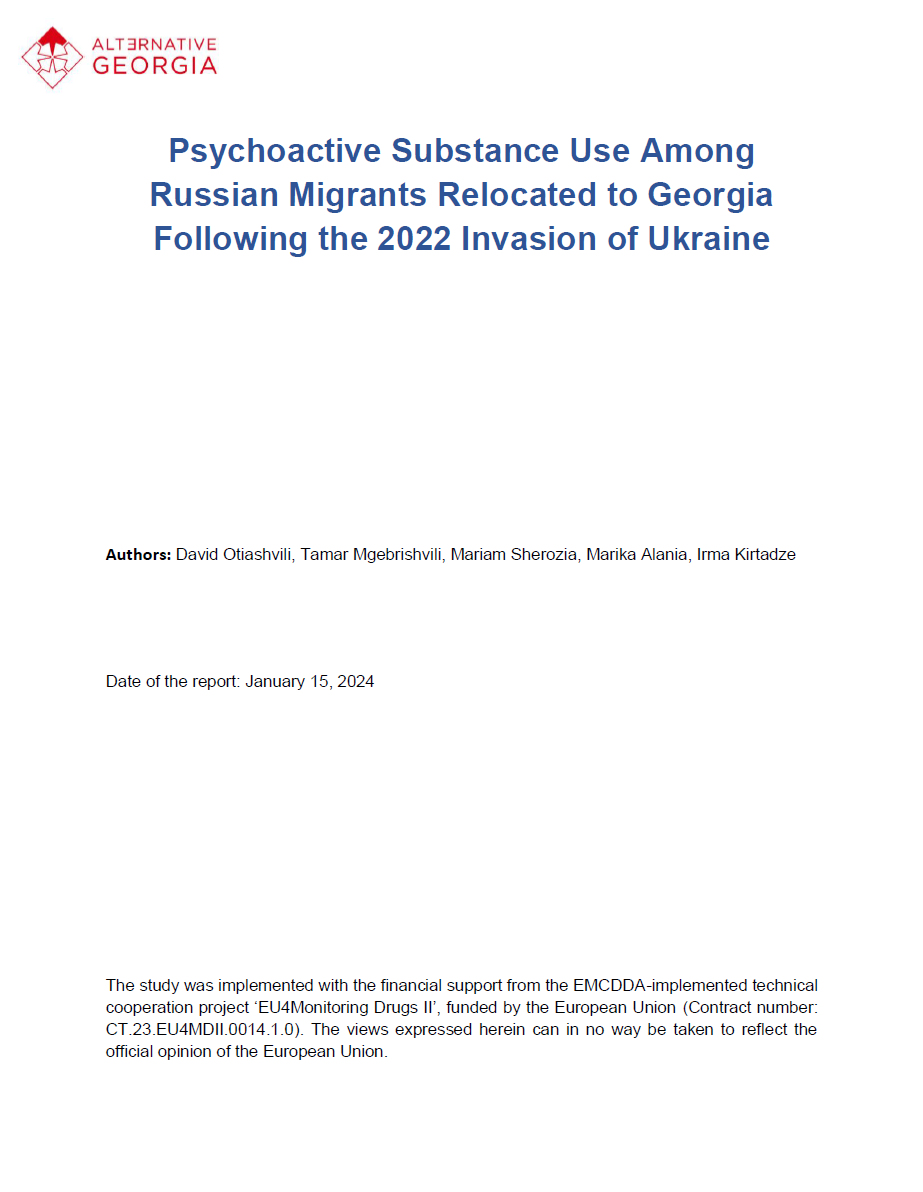 ALTƎRNATIVE
GEORGIA
Psychoactive Substance Use Among
Russian Migrants Relocated to Georgia
Following the 2022 Invasion of Ukraine
Authors: David Otiashvili, Tamar Mgebrishvili, Mariam Sherozia, Marika Alania, Irma Kirtadze
Date of the report: January 15, 2024
The study was implemented with the financial support from the EMCDDA-implemented technical
cooperation project ‘EU4Monitoring Drugs II’, funded by the European Union (Contract number:
CT.23.EU4MDII.0014.1.0). The views expressed herein can in no way be taken to reflect the
official opinion of the European Union.